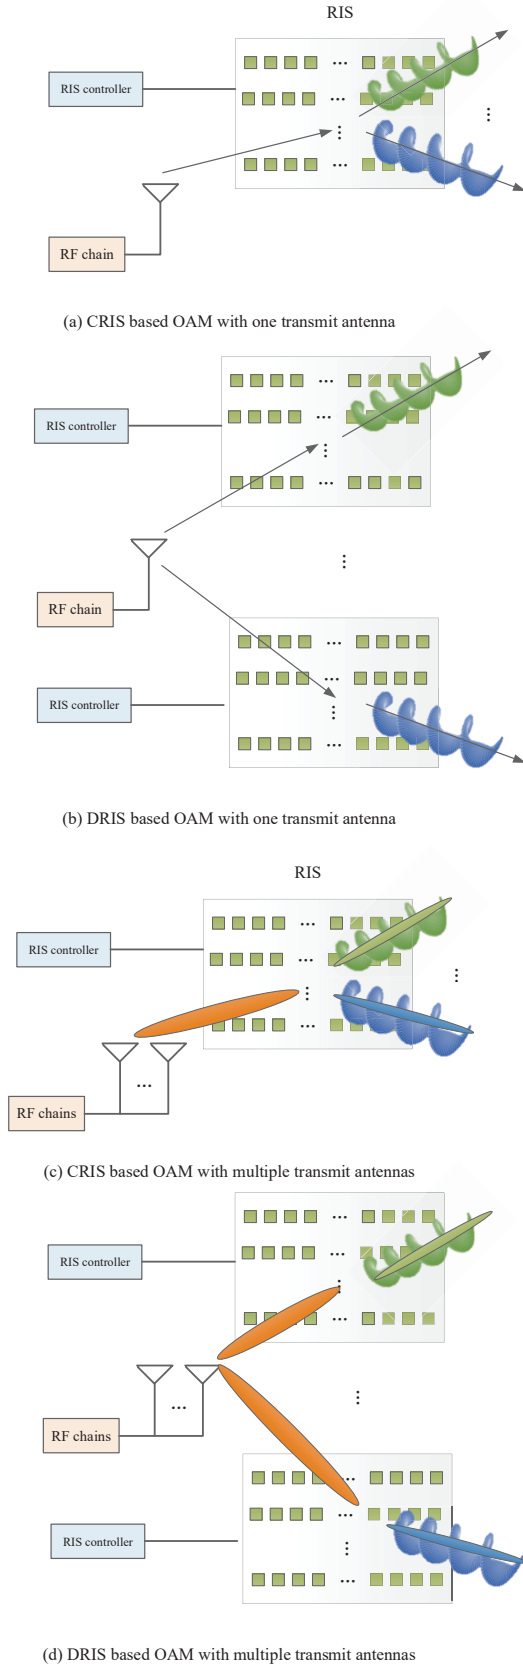 RIS
RIS controller
RF chain
(a) CRIS based OAM with one transmit antenna
RIS controller
RF chain
RIS controller
(b) DRIS based OAM with one transmit antenna
RIS
RIS controller
RF chains
(c) CRIS based OAM with multiple transmit antennas
RIS controller
RF chains
RIS controller
(d) DRIS based OAM with multiple transmit antennas